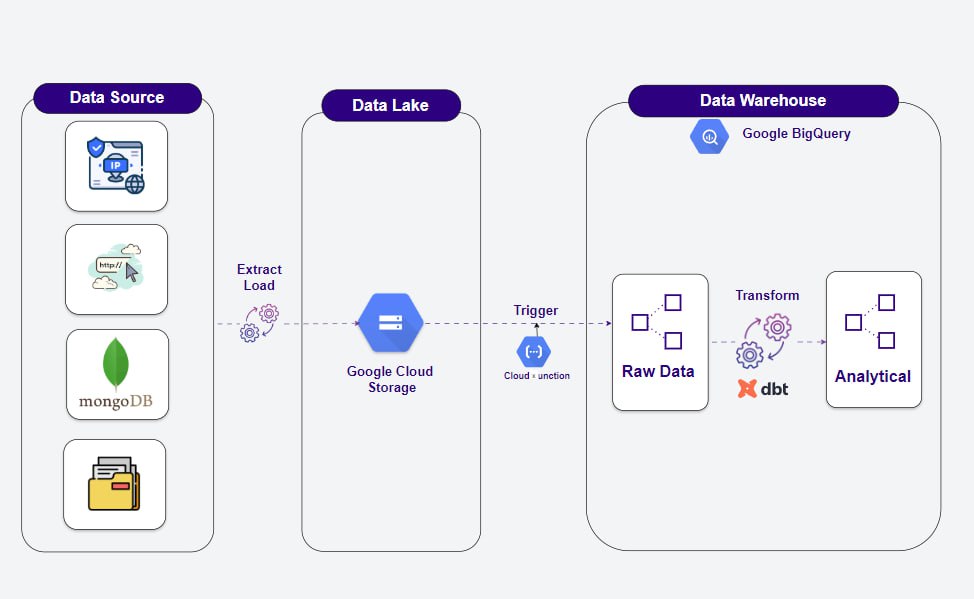 Data Source
IP
http://
mongoDB
Extract
Load
Data Lake
Google Cloud
Storage
Trigger
Cloud unction
Data Warehouse
Google BigQuery
Raw Data
Transform
dbt
Analytical